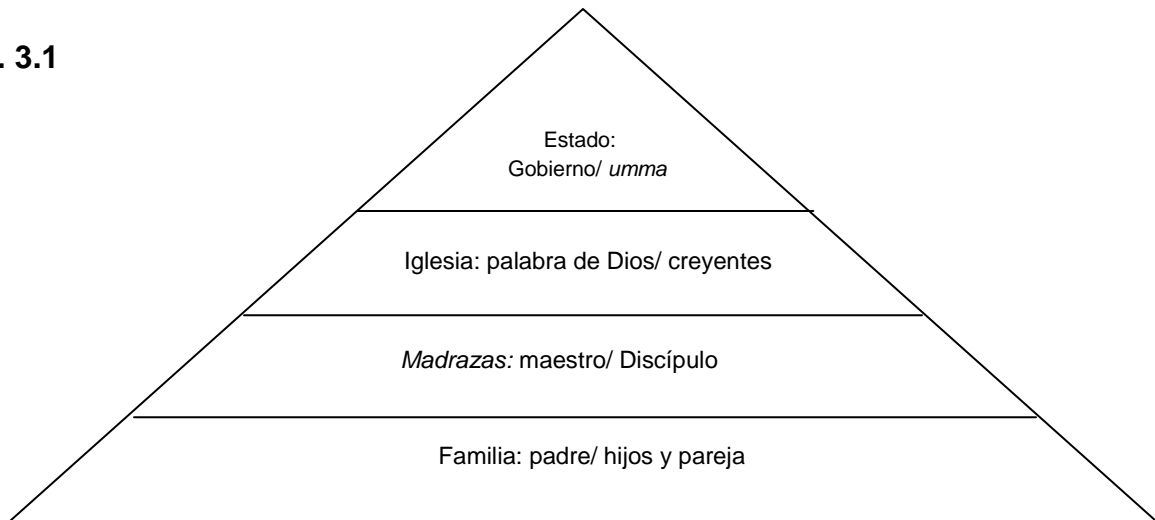 . 3.1
Estado:
Gobierno/ umma
Iglesia: palabra de Dios/ creyentes
Madrazas: maestro/ Discípulo
Familia: padre/ hijos y pareja